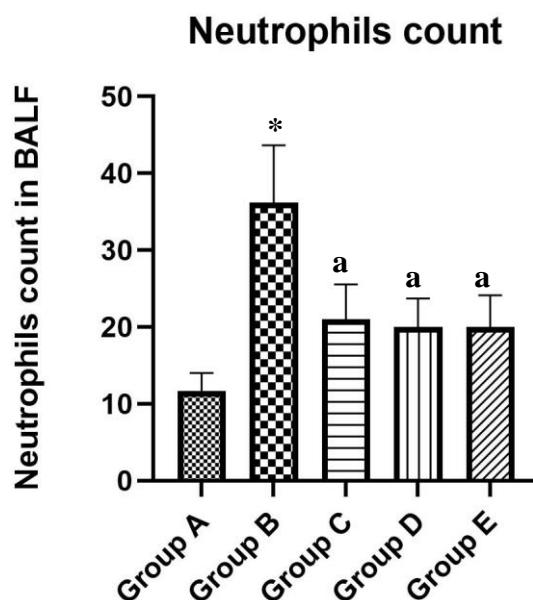 Neutrophils count
Neutrophils count in BALF
50
*
40
30
a
a
a
20
10
0
Group A
Group B
Group C
Group D
Group E